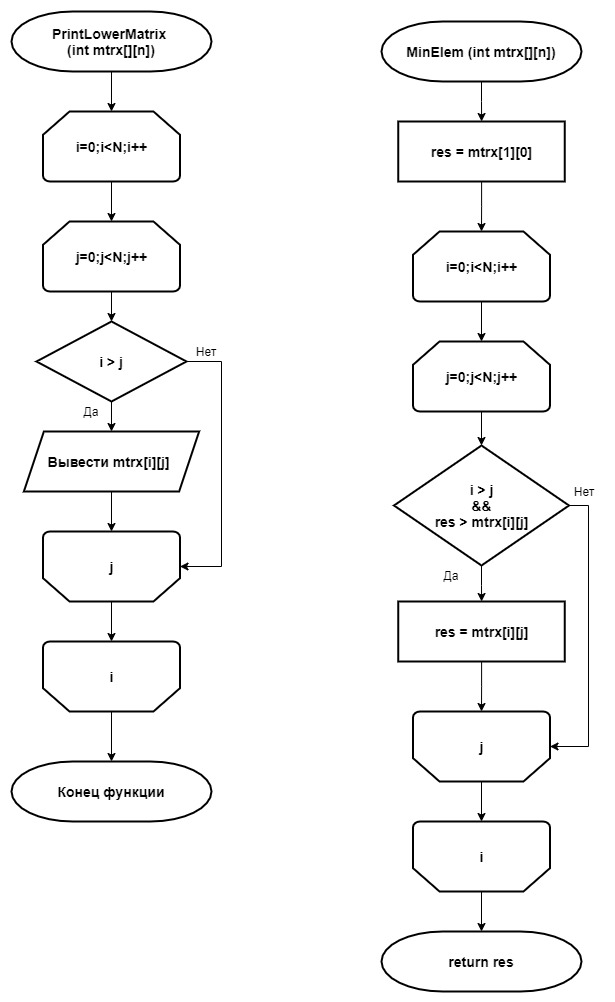 PrintLowerMatrix
(int mtrx[][n])
i=0;i<N;i++
j=0;j<N;j++
i > j
Нет
Да
Вывести mtrx[i][j]
j
i
Конец функции
MinElem (int mtrx[][n])
res = mtrx[1][0]
i=0;i<N;i++
j=0;j<N;j++
i > j
&&
res > mtrx[i][j]
Нет
Да
res = mtrx[i][j]
j
i
return res